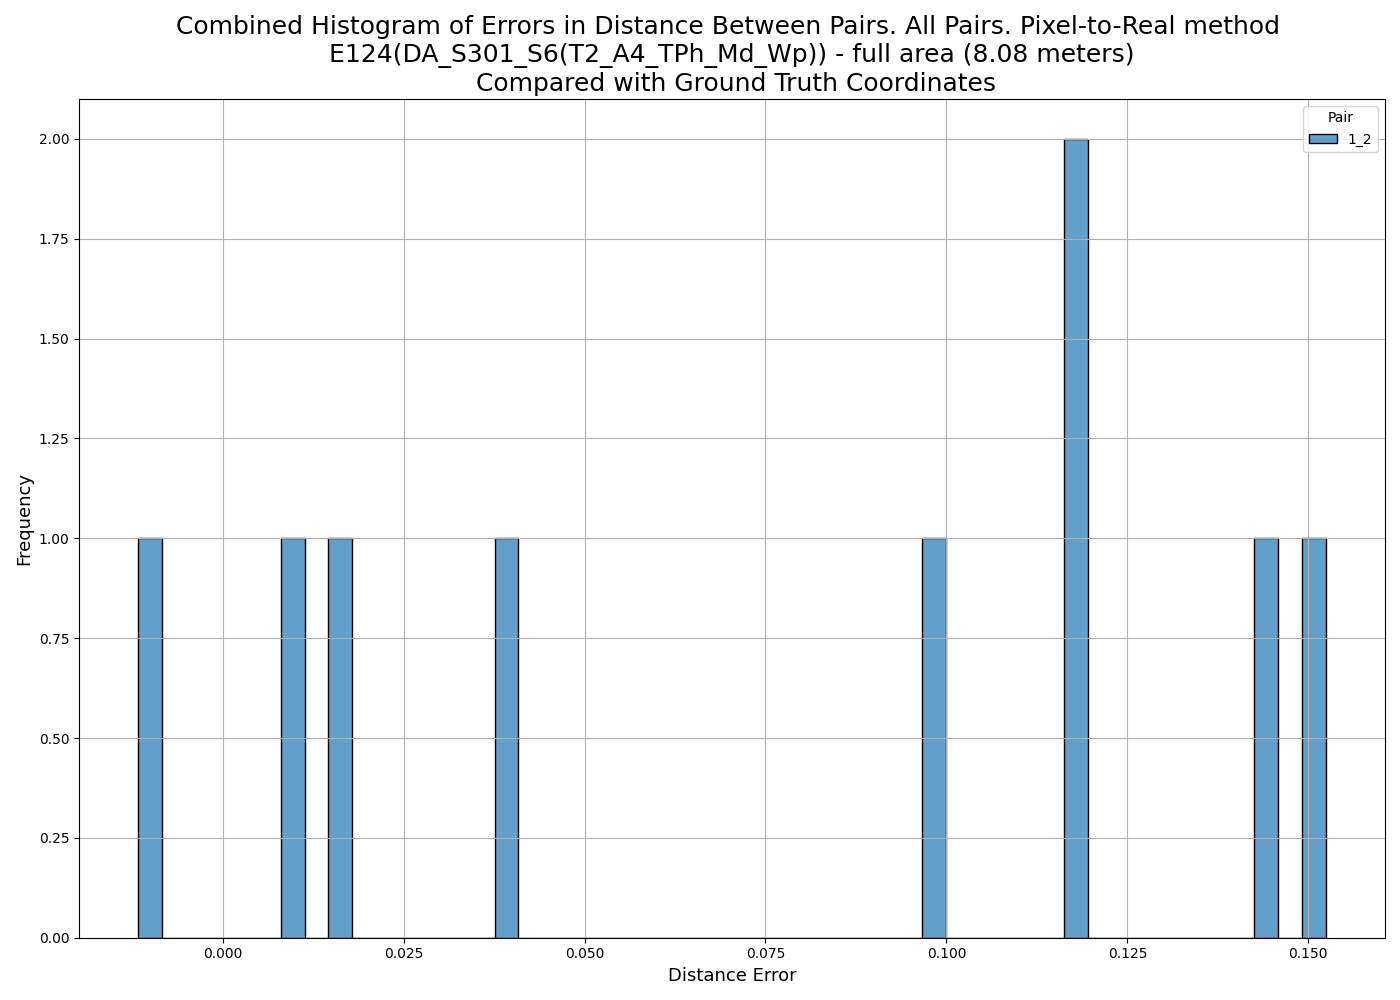 Combined Histogram of Errors in Distance Between Pairs. All Pairs. Pixel-to-Real method
E124(DA_S301_S6(T2_A4_TPh_Md_Wp)) - full area (8.08 meters)
Compared with Ground Truth Coordinates
Pair
1_2
2.00
1.75
1.50
1.25
1.00
0.75
0.50
0.25
0.00
Frequency
0.000 0.025 0.050 0.075 0.100 0.125 0.150
Distance Error